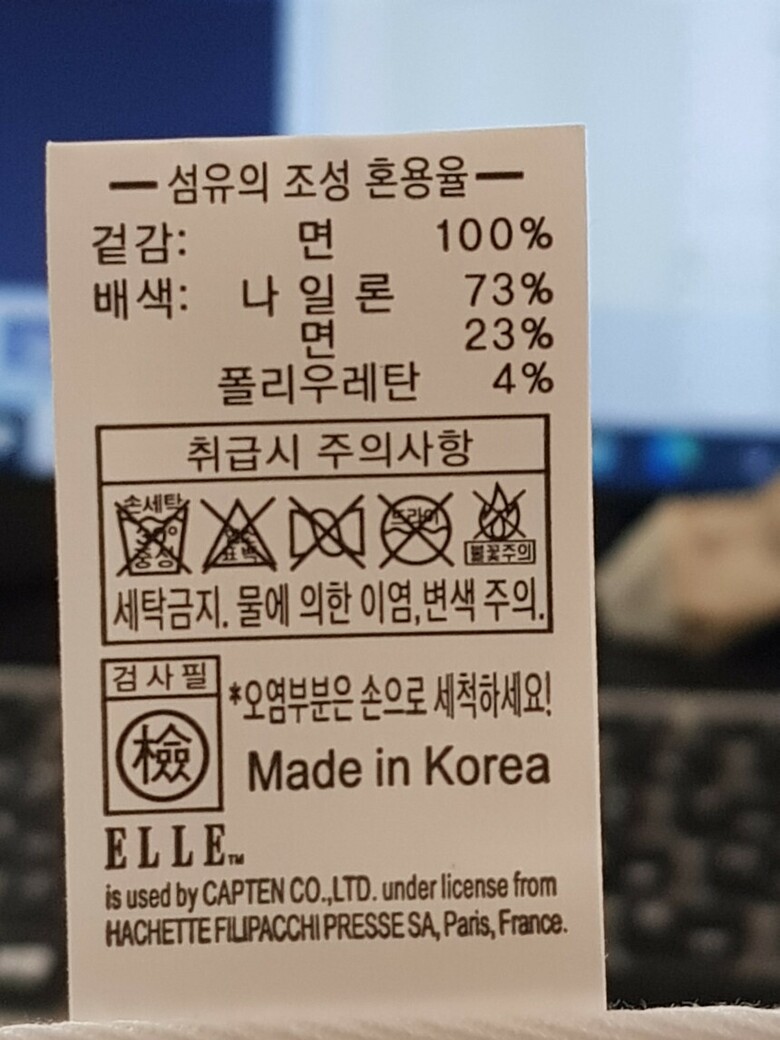 섬유의 조성 혼용율
겉감: 면 100%
배색: 나 일 론 73%
면 23%
폴리우레탄 4%
취급시 주의사항
손세탁
30°
중성
염소
표백
드라이
불꽃주의
세탁금지. 물에 의한 이염,변색 주의.
검 사 필
檢
*오염부분은 손으로 세척하세요!
Made in Korea
ELLE™
is used by CAPTEN CO.,LTD. under license from
HACHETTE FILIPACCHI PRESSE SA, Paris, France.